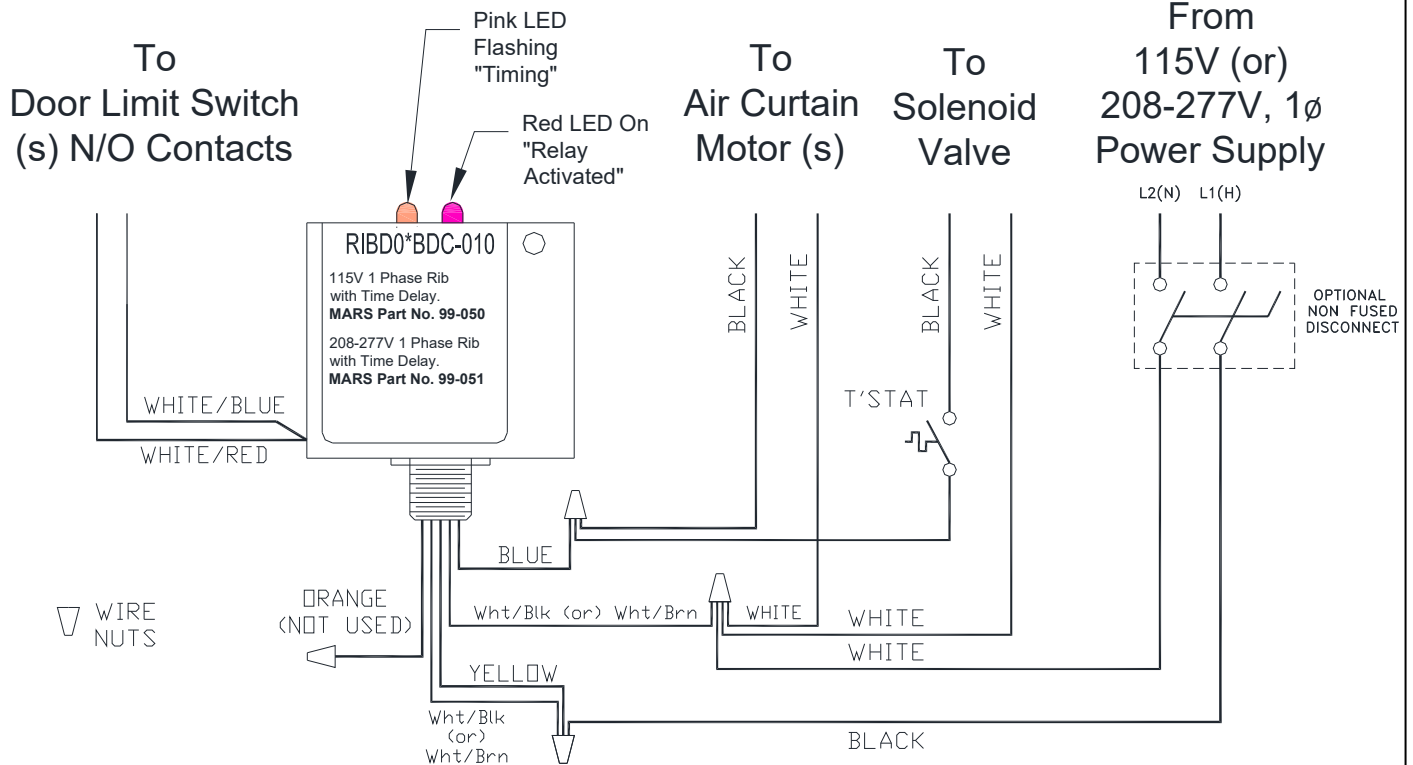 To
Door Limit Switch
(s) N/O Contacts
Pink LED
Flashing
"Timing"
Red LED On
"Relay
Activated"
To
Air Curtain
Motor (s)
To
Solenoid
Valve
From
115V (or)
208-277V, 1ø
Power Supply
L2(N) L1(H)
OPTIONAL
NON FUSED
DISCONNECT
RIBD0*BDC-010
115V 1 Phase Rib
with Time Delay.
MARS Part No. 99-050
208-277V 1 Phase Rib
with Time Delay.
MARS Part No. 99-051
BLACK
WHITE
BLACK
WHITE
T'STAT
WHITE/BLUE
WHITE/RED
BLUE
ORANGE
(NOT USED)
Wht/Blk (or) Wht/Brn
WHITE
WHITE
WHITE
WIRE
NUTS
YELLOW
Wht/Blk
(or)
Wht/Brn
BLACK